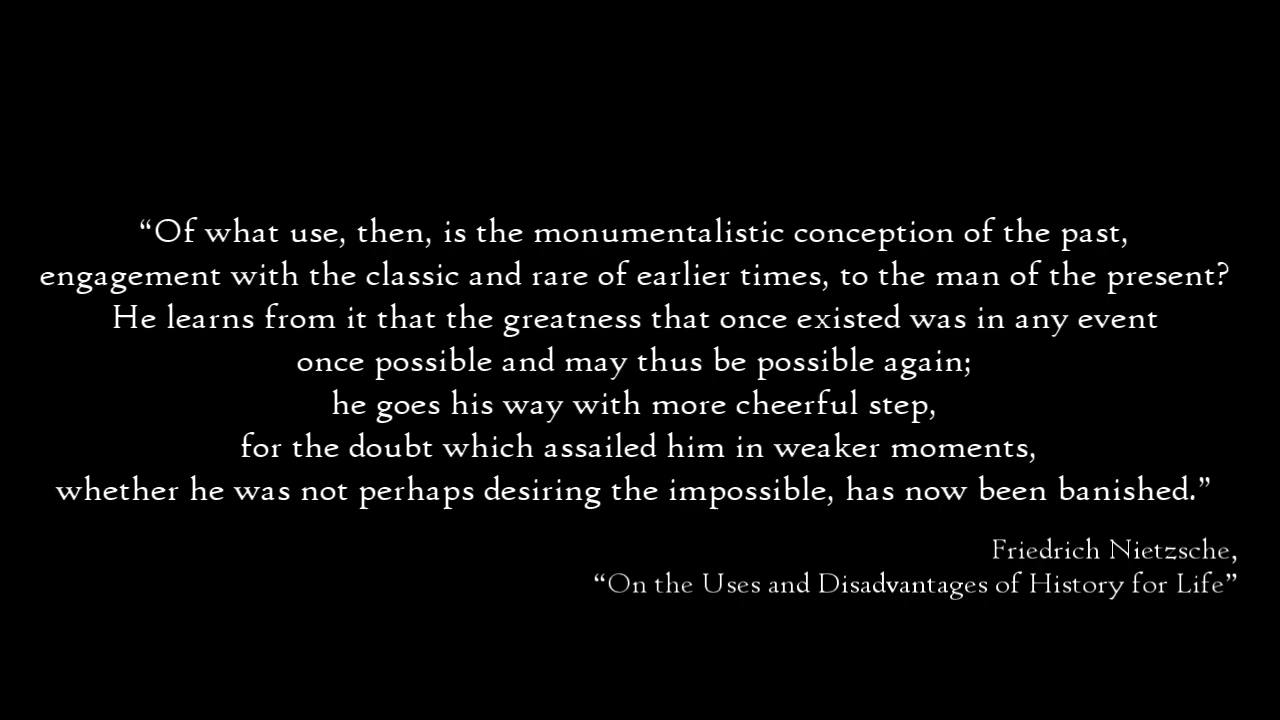 “Of what use, then, is the monumentalistic conception of the past,
engagement with the classic and rare of earlier times, to the man of the present?
He learns from it that the greatness that once existed was in any event
once possible and may thus be possible again;
he goes his way with more cheerful step,
for the doubt which assailed him in weaker moments,
whether he was not perhaps desiring the impossible, has now been banished.”
Friedrich Nietzsche,
“On the Uses and Disadvantages of History for Life”